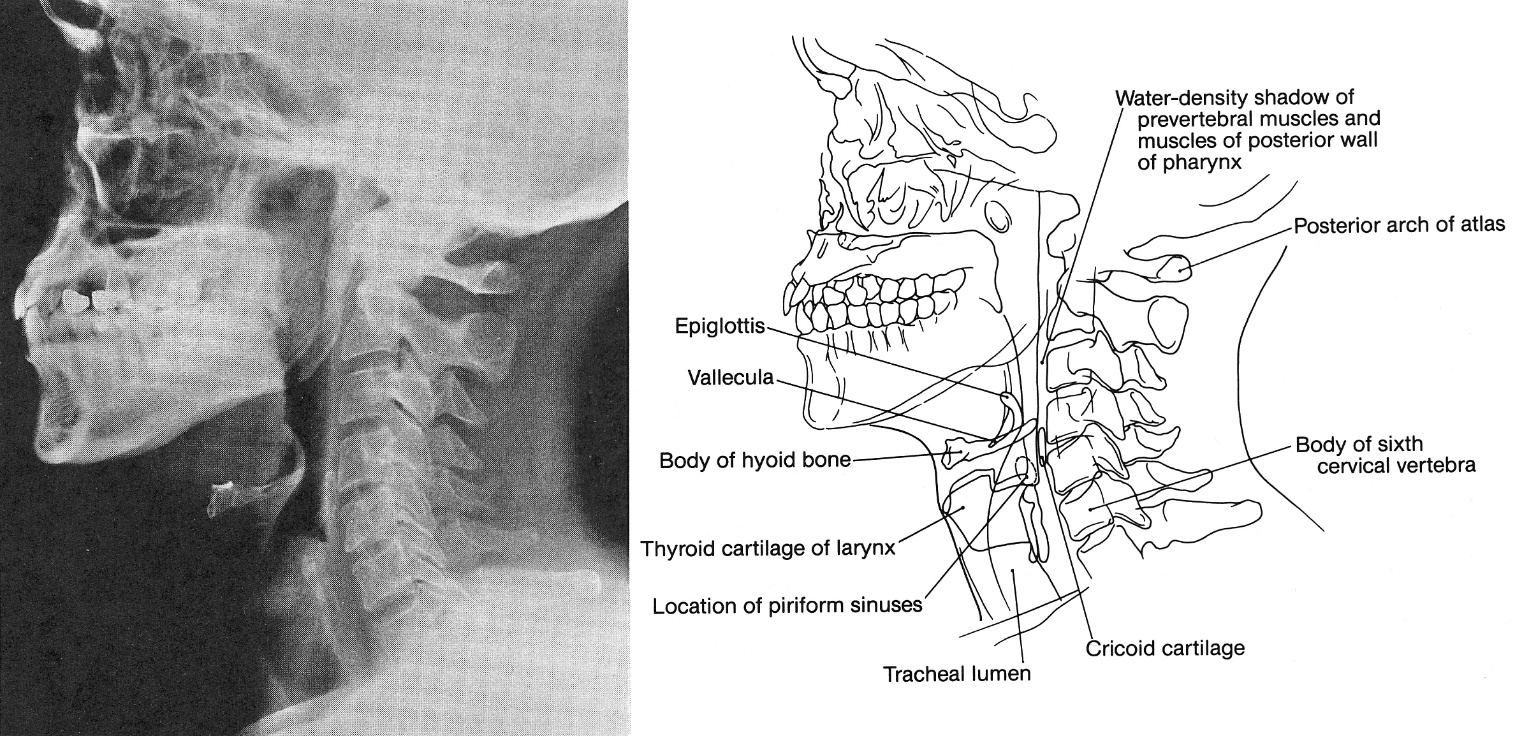 Water-density shadow of
prevertebral muscles and
muscles of posterior wall
of pharynx
Posterior arch of atlas
Epiglottis
Vallecula
Body of hyoid bone
Body of sixth
cervical vertebra
Thyroid cartilage of larynx
Location of piriform sinuses
Cricoid cartilage
Tracheal lumen